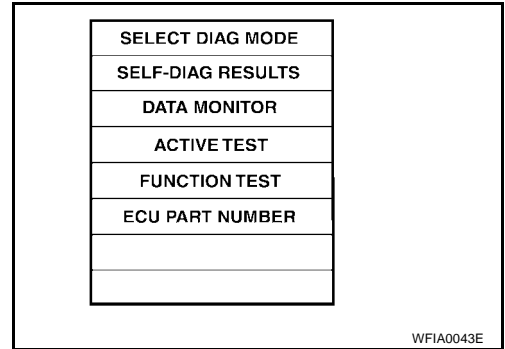 SELECT DIAG MODE
SELF-DIAG RESULTS
DATA MONITOR
ACTIVE TEST
FUNCTION TEST
ECU PART NUMBER
WFIA0043E